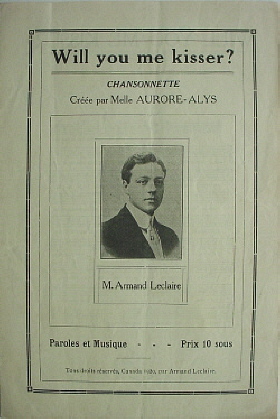 Will you me kisser?
CHANSONNETTE
Créée par Melle AURORE-ALYS
M. Armand Leclaire
Paroles et Musique - - - Prix 10 sous
Tous droits réservés, Canada 1920, par Armand Leclaire.